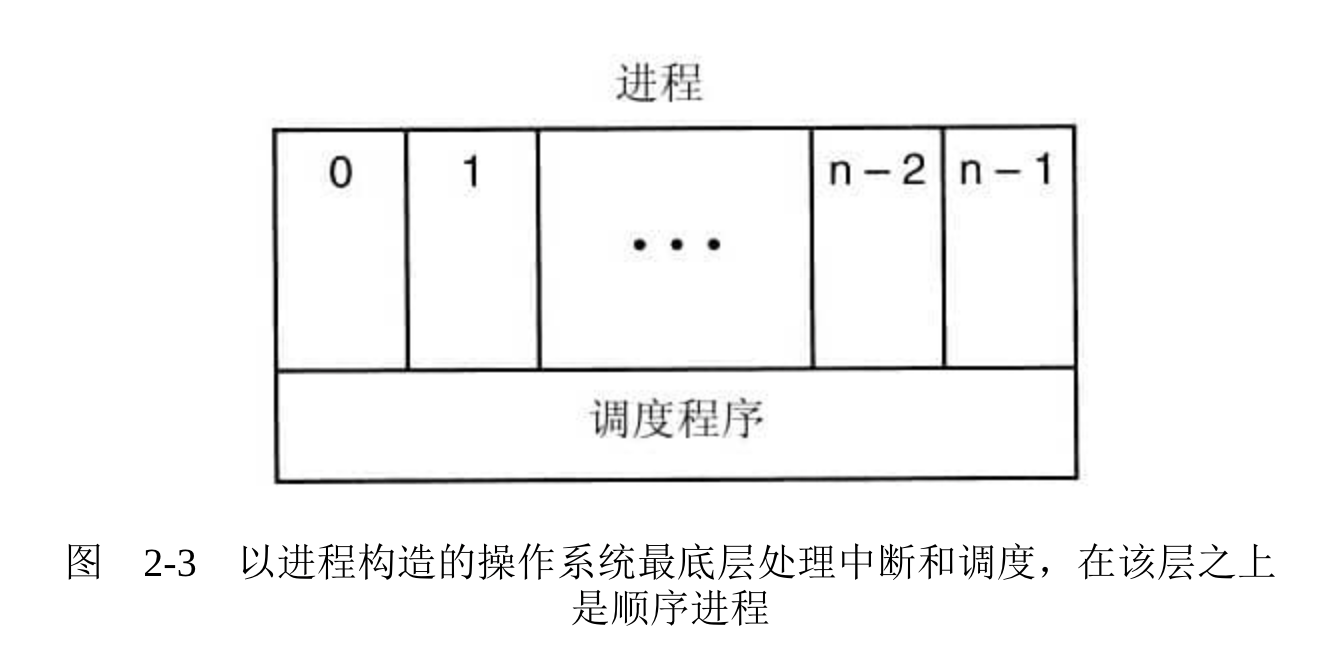 进程
0 1 n－2 n－1
• • •
调度程序
图 2-3 以进程构造的操作系统最底层处理中断和调度，在该层之上
是顺序进程